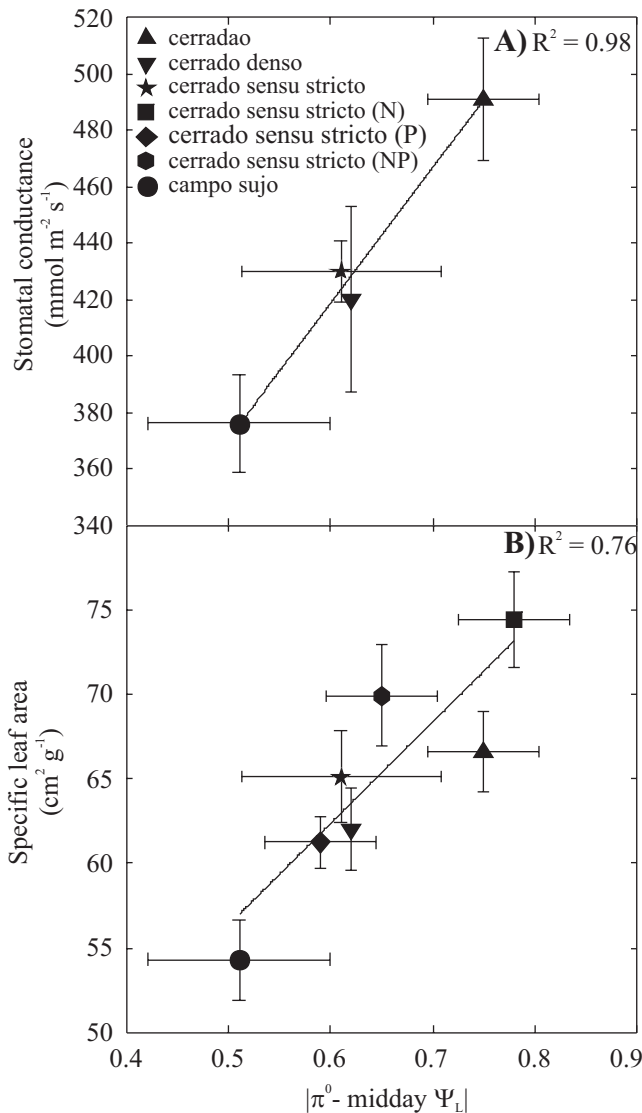 A) R² = 0.98
cerradao
cerrado denso
cerrado sensu stricto
cerrado sensu stricto (N)
cerrado sensu stricto (P)
cerrado sensu stricto (NP)
campo sujo
520
500
480
460
440
420
400
380
360
340
Stomatal conductance
(mmol m⁻² s⁻¹)
B) R² = 0.76
75
70
65
60
55
50
Specific leaf area
(cm² g⁻¹)
0.4 0.5 0.6 0.7 0.8 0.9
|π⁰- midday Ψ_L|